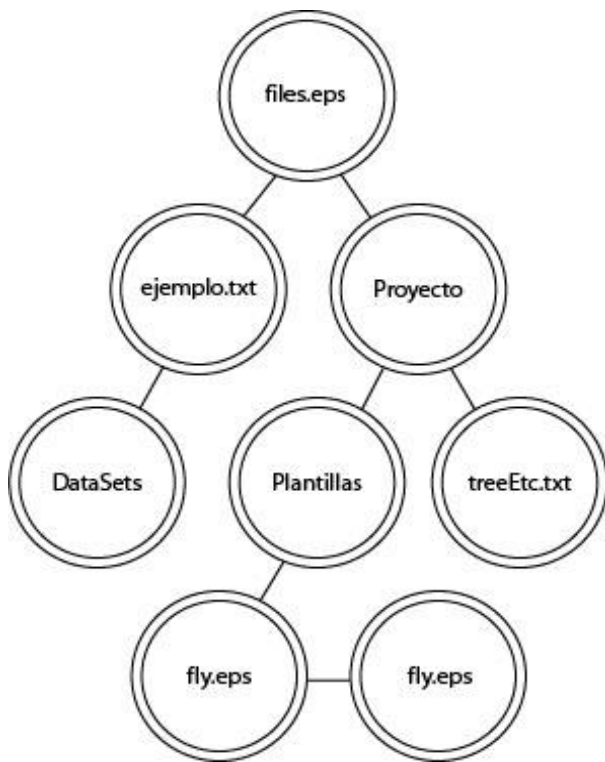 files.eps
ejemplo.txt
Proyecto
DataSets
Plantillas
treeEtc.txt
fly.eps
fly.eps